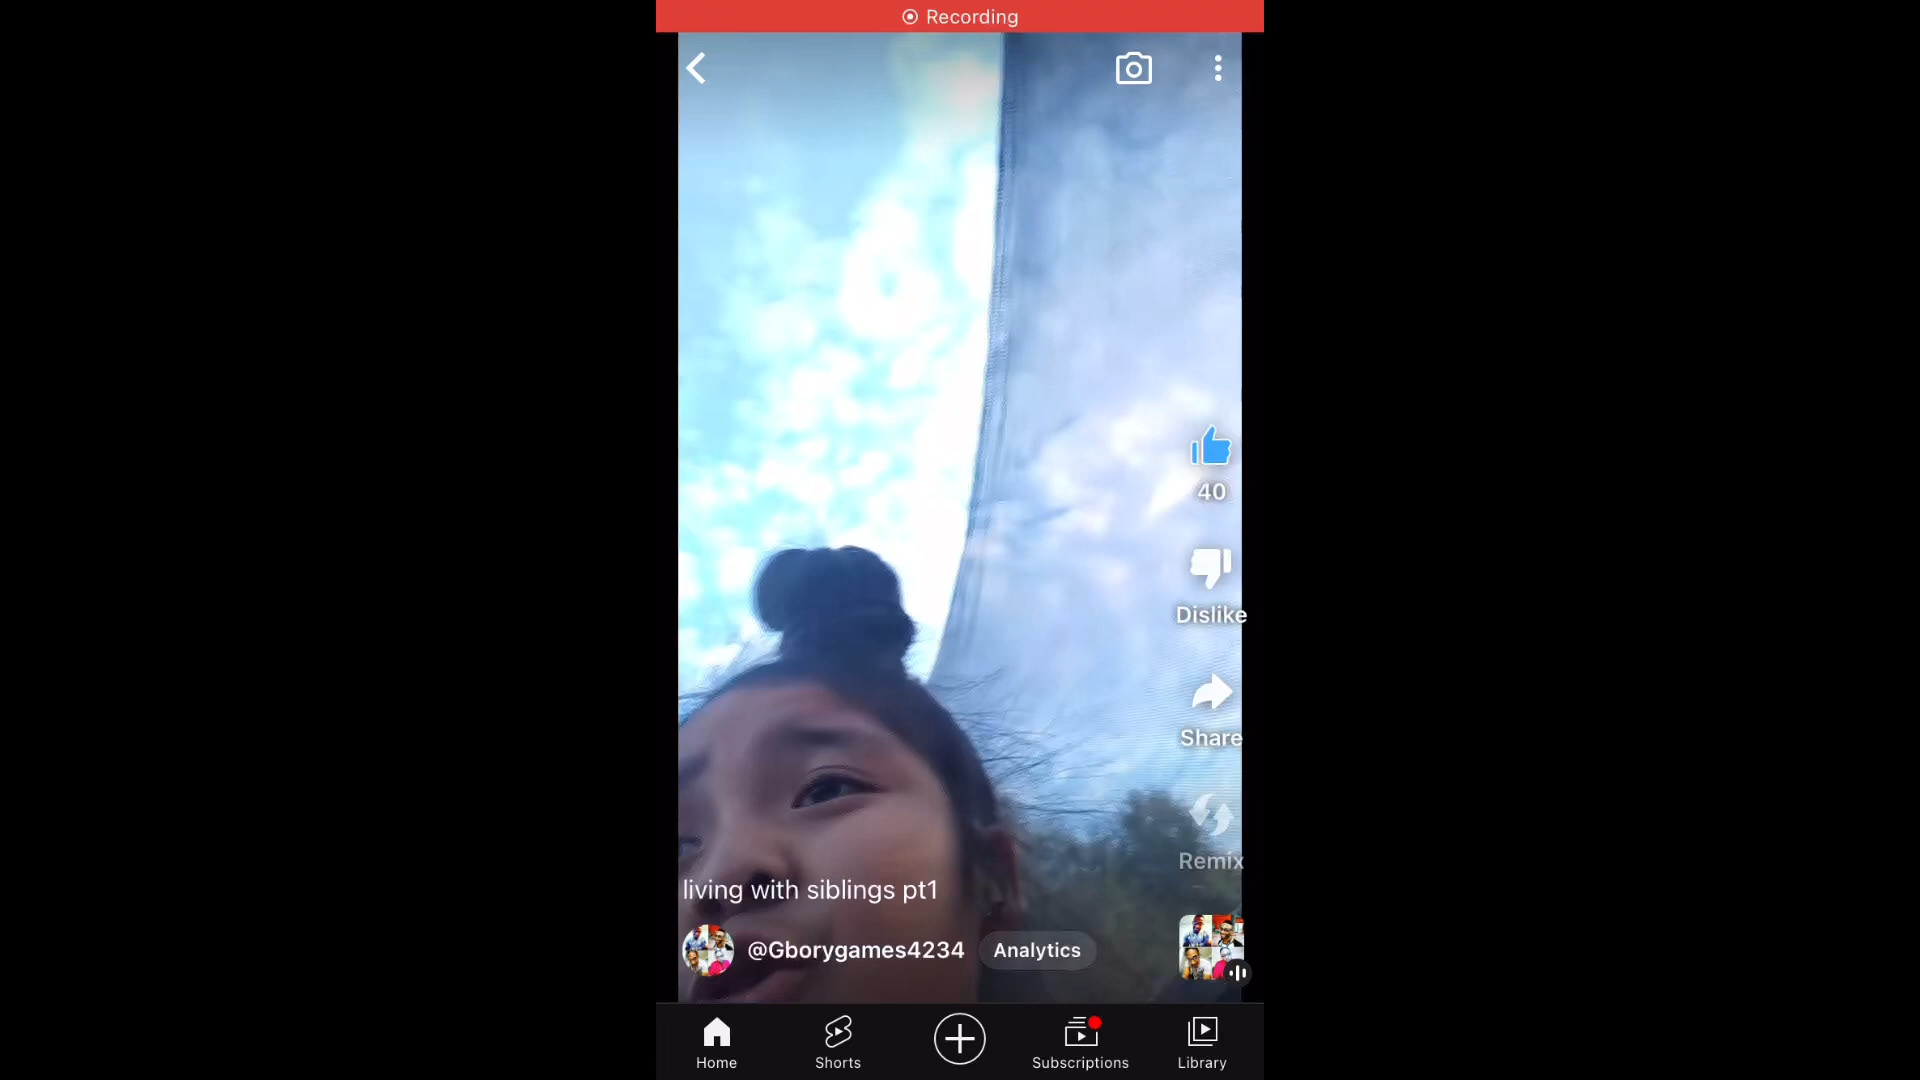 Recording
40
Dislike
Share
Remix
living with siblings pt1
@Gborygames4234 Analytics
Home Shorts Subscriptions Library